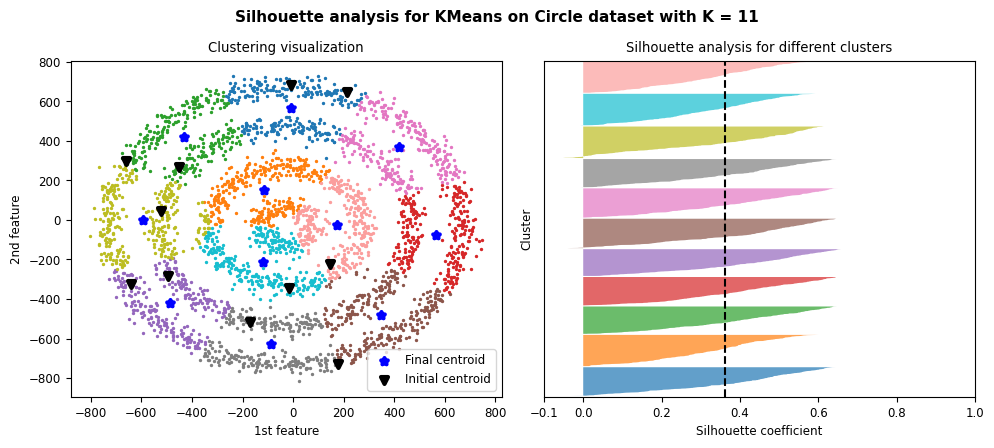 Silhouette analysis for KMeans on Circle dataset with K = 11
Clustering visualization
2nd feature
800
600
400
200
0
−200
−400
−600
−800
−800 −600 −400 −200 0 200 400 600 800
1st feature
Final centroid
Initial centroid
Silhouette analysis for different clusters
Cluster
−0.1 0.0 0.2 0.4 0.6 0.8 1.0
Silhouette coefficient